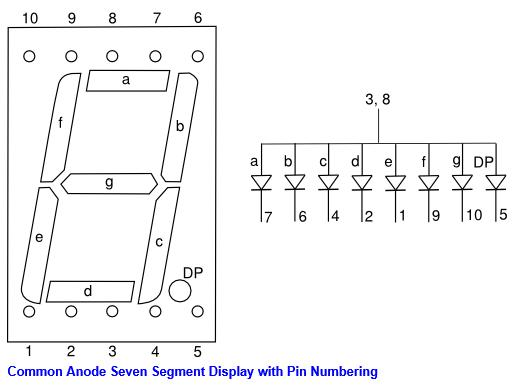 10 9 8 7 6
a
f
b
g
e
c
DP
d
1 2 3 4 5
3, 8
a b c d e f g DP
7 6 4 2 1 9 10 5
Common Anode Seven Segment Display with Pin Numbering